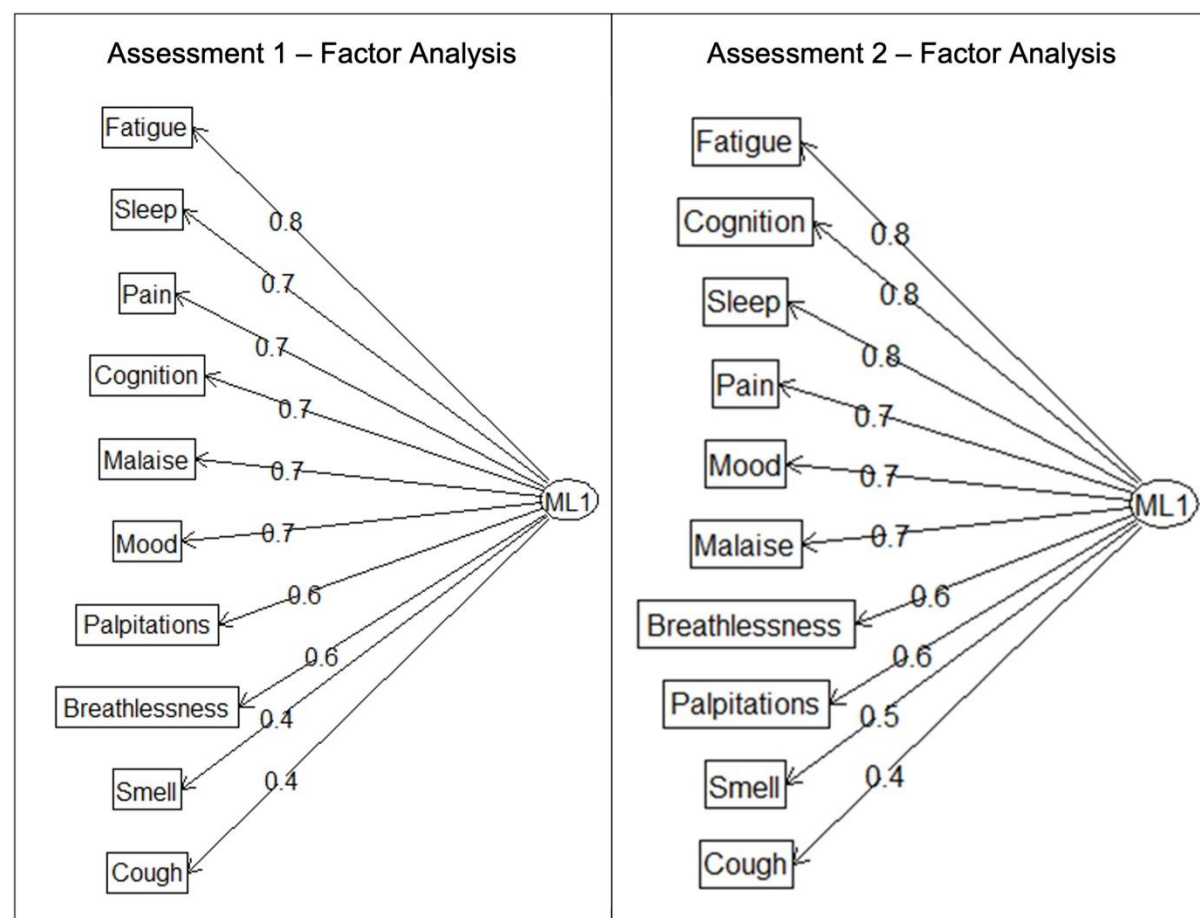 Assessment 1 – Factor Analysis
Fatigue
0.8
Sleep
0.7
Pain
0.7
Cognition
0.7
Malaise
0.7
Mood
0.7
Palpitations
0.6
Breathlessness
0.6
Smell
0.4
Cough
0.4
ML1
Assessment 2 – Factor Analysis
Fatigue
0.8
Cognition
0.8
Sleep
0.8
Pain
0.7
Mood
0.7
Malaise
0.7
Breathlessness
0.6
Palpitations
0.6
Smell
0.5
Cough
0.4
ML1